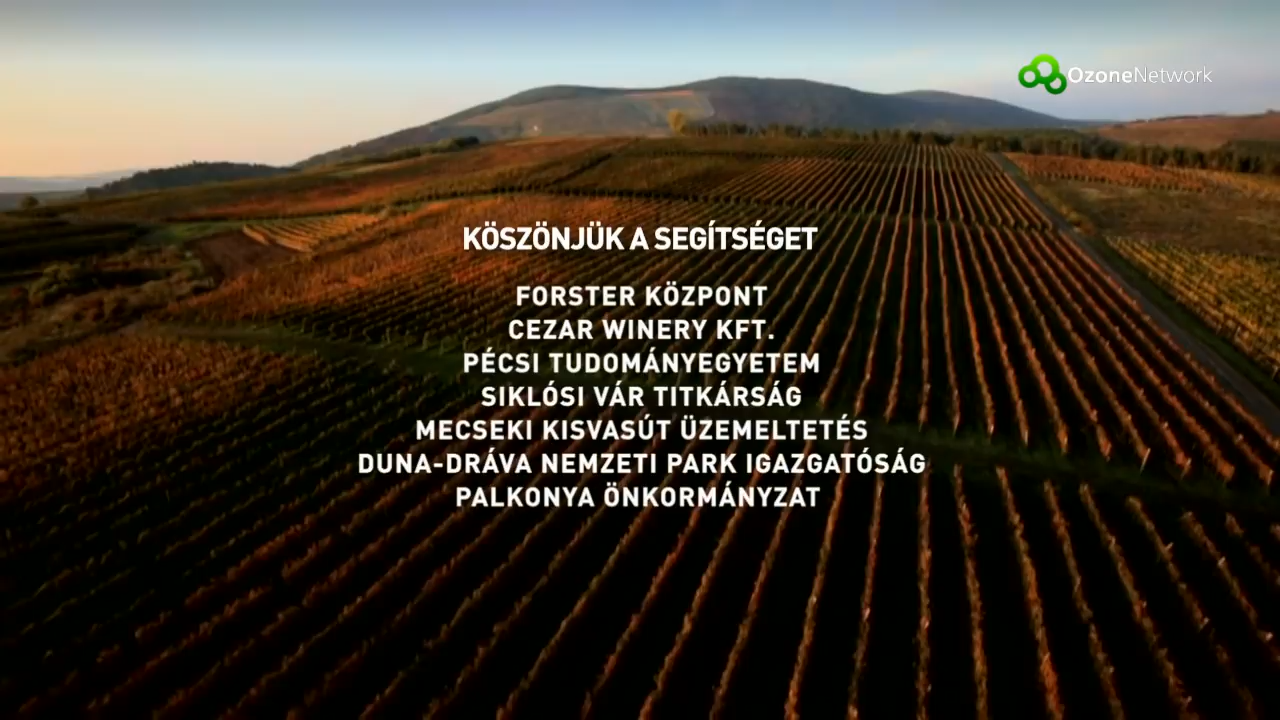 OzoneNetwork
KÖSZÖNJÜK A SEGÍTSÉGET
FORSTER KÖZPONT
CEZAR WINERY KFT.
PÉCSI TUDOMÁNYEGYETEM
SIKLÓSI VÁR TITKÁRSÁG
MECSEKI KISVASÚT ÜZEMELTETÉS
DUNA-DRÁVA NEMZETI PARK IGAZGATÓSÁG
PALKONYA ÖNKORMÁNYZAT